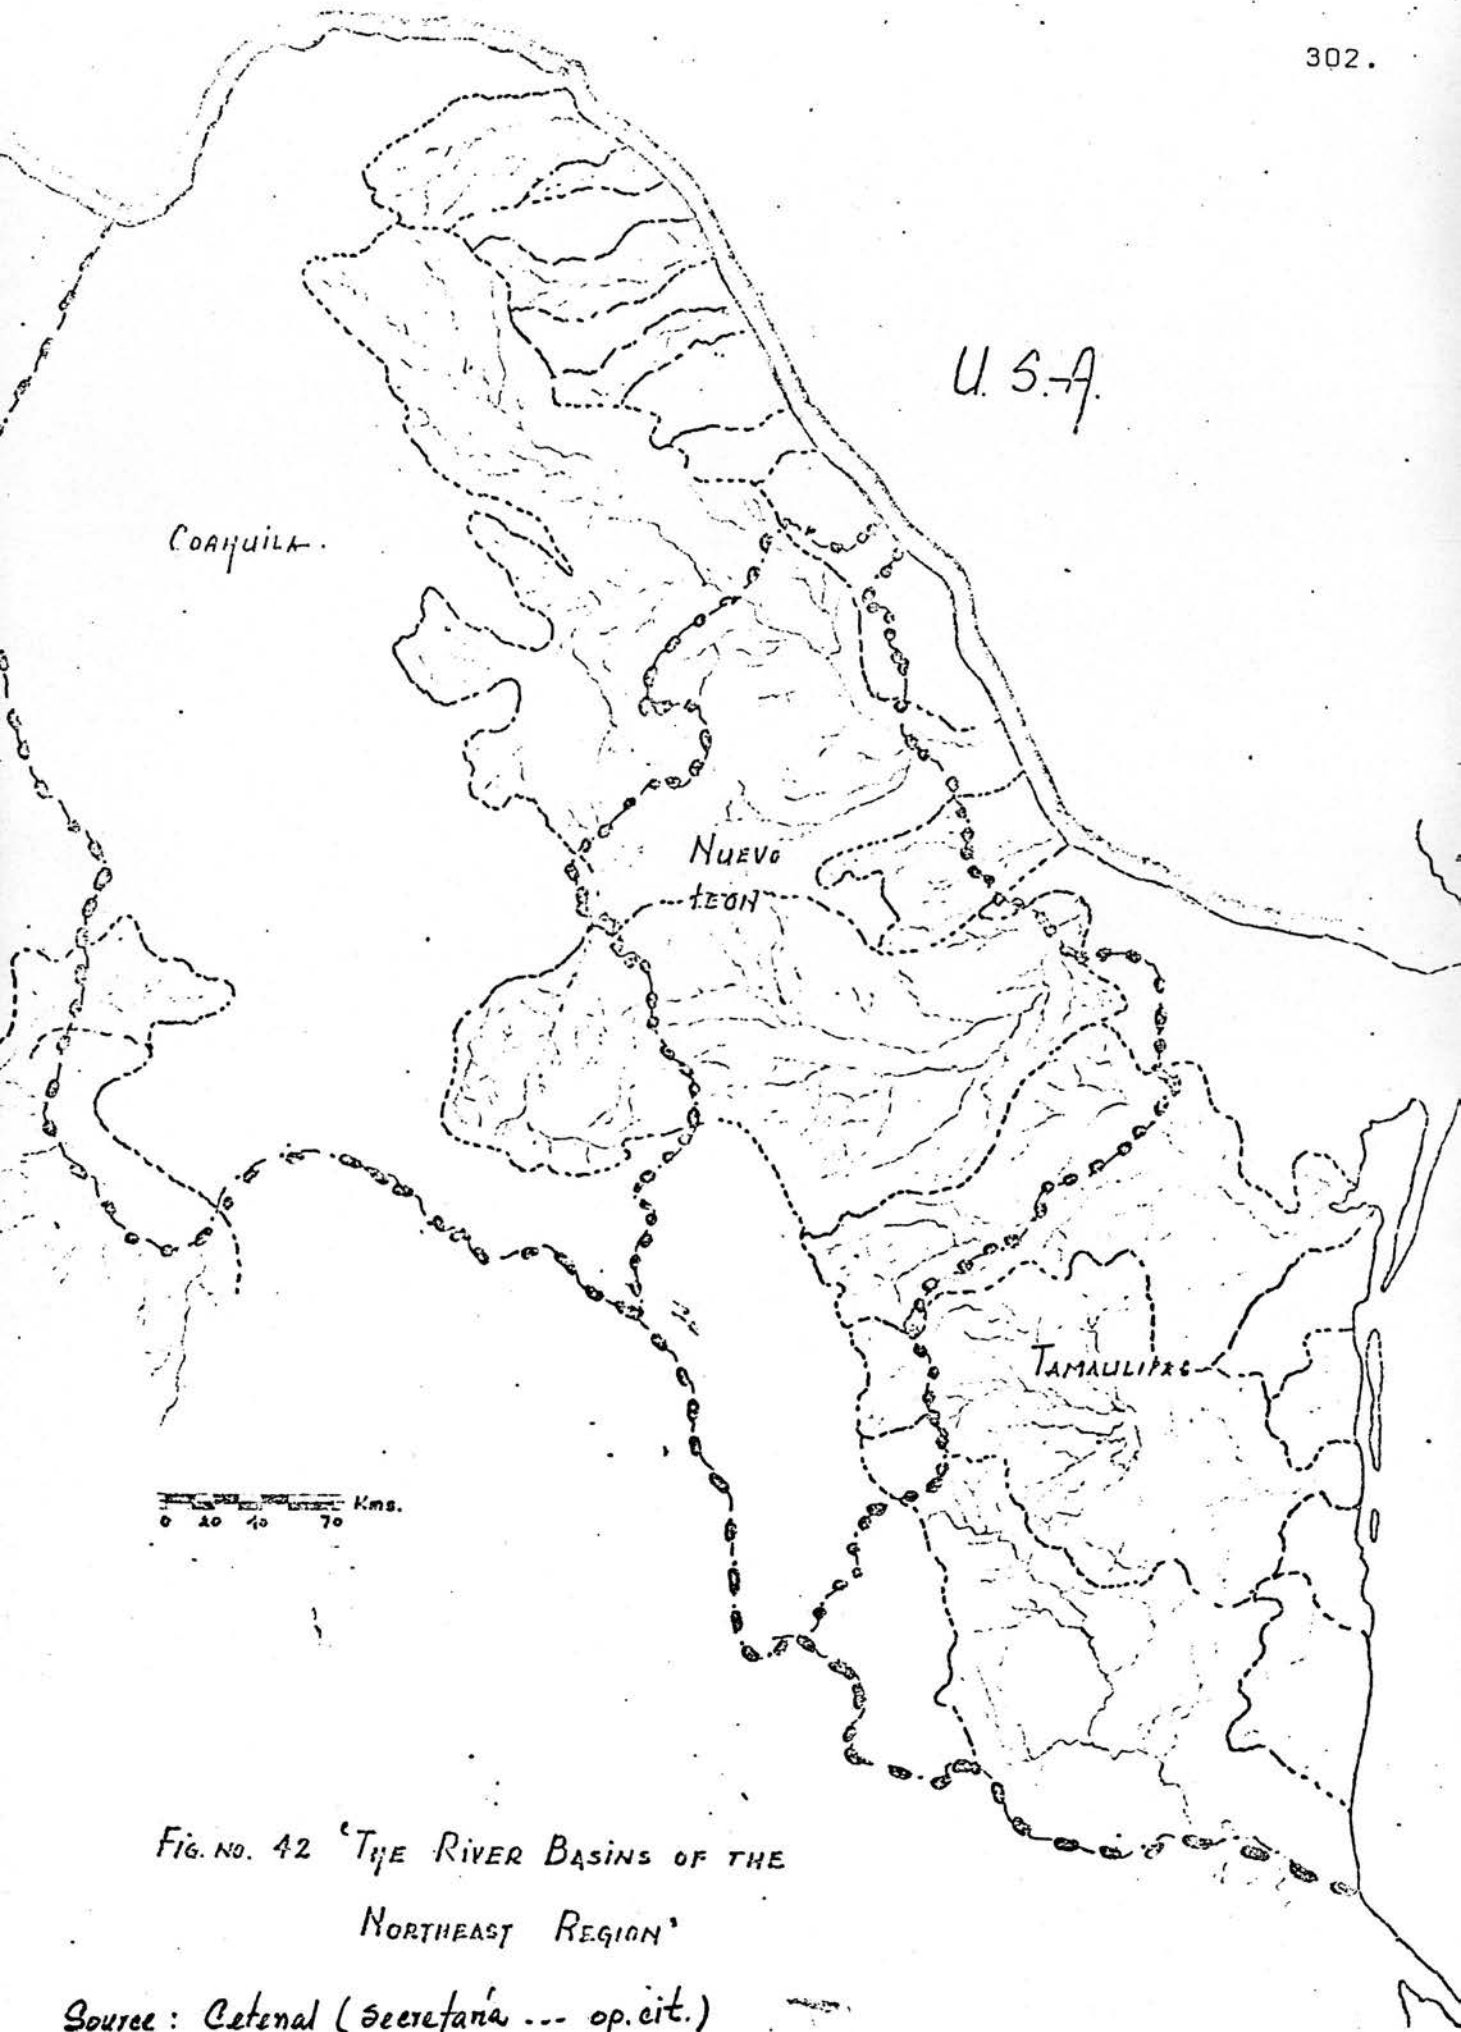 302.
U.S.A.
COAHUILA.
NUEVO
LEON
TAMAULIPAS
Kms.
0 20 40 70
FIG. NO. 42 'THE RIVER BASINS OF THE
NORTHEAST REGION'
Source: Cetenal (Secretaría ... op. cit.)